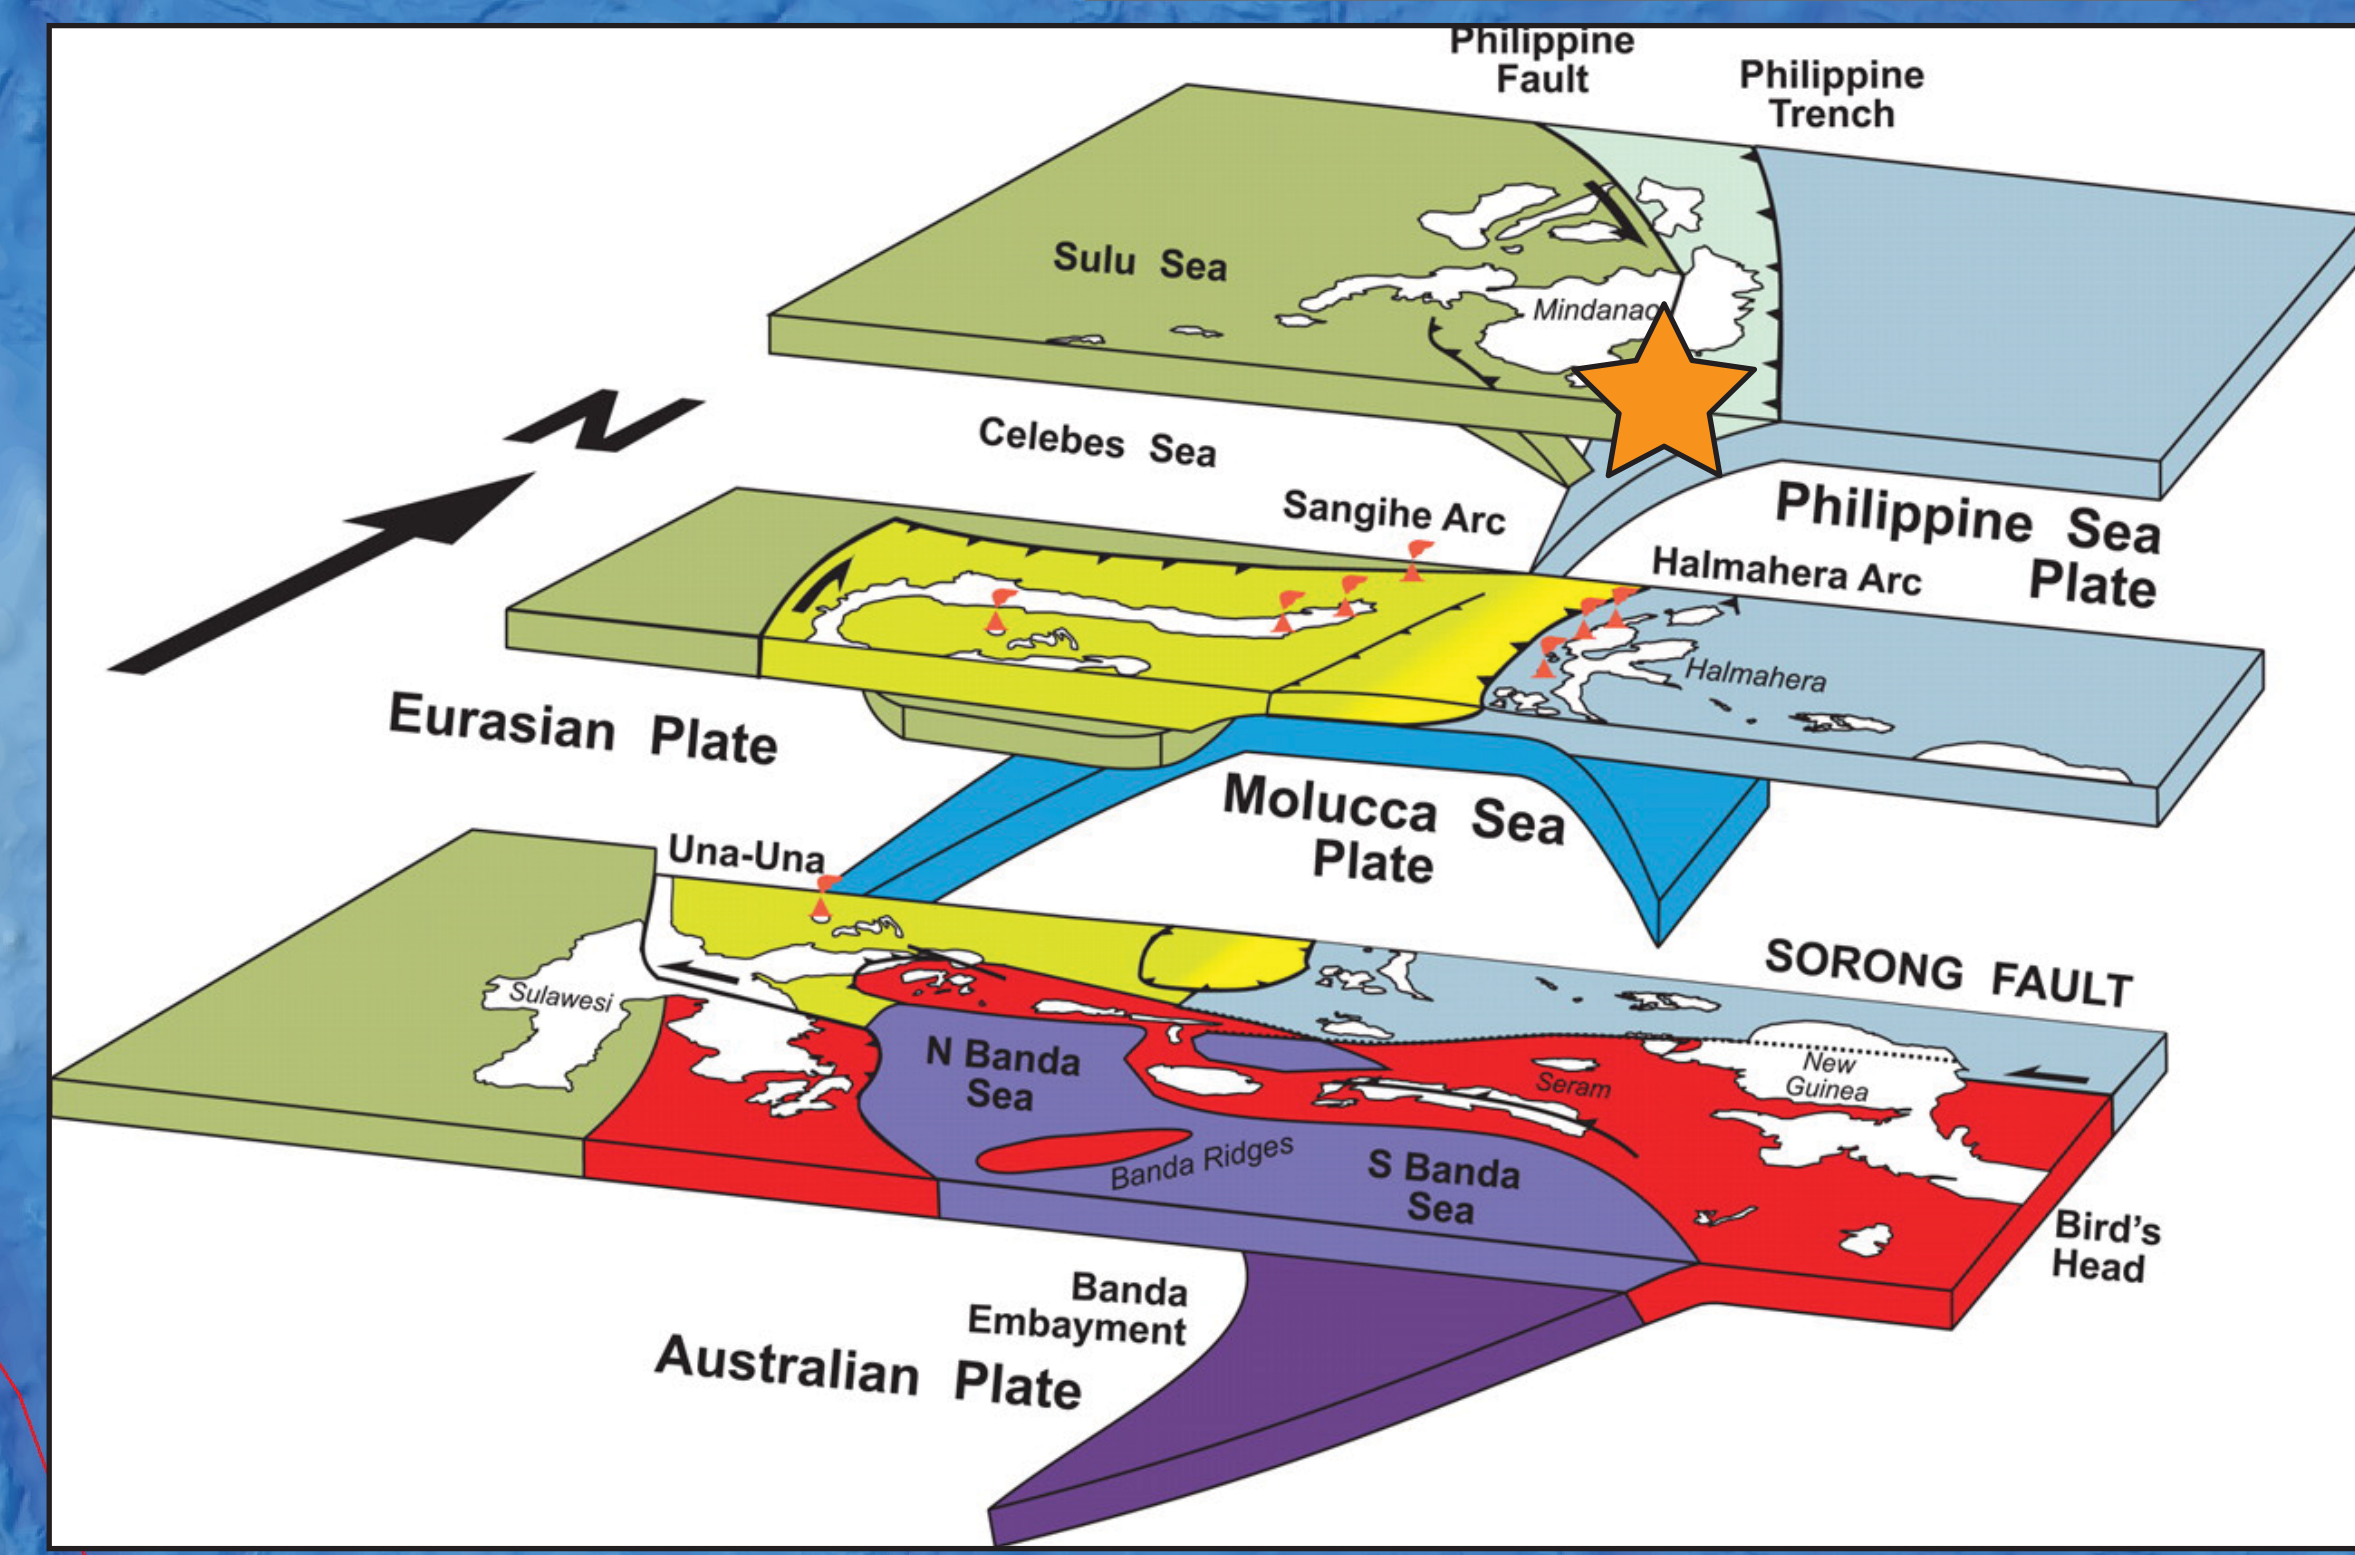 Philippine
Fault
Philippine
Trench
Sulu Sea
Mindanao
N
Celebes Sea
Sangihe Arc
Philippine Sea
Plate
Halmahera Arc
Halmahera
Eurasian Plate
Molucca Sea
Plate
Una-Una
SORONG FAULT
Sulawesi
N Banda
Sea
New
Guinea
Seram
Banda Ridges
S Banda
Sea
Bird's
Head
Banda
Embayment
Australian Plate